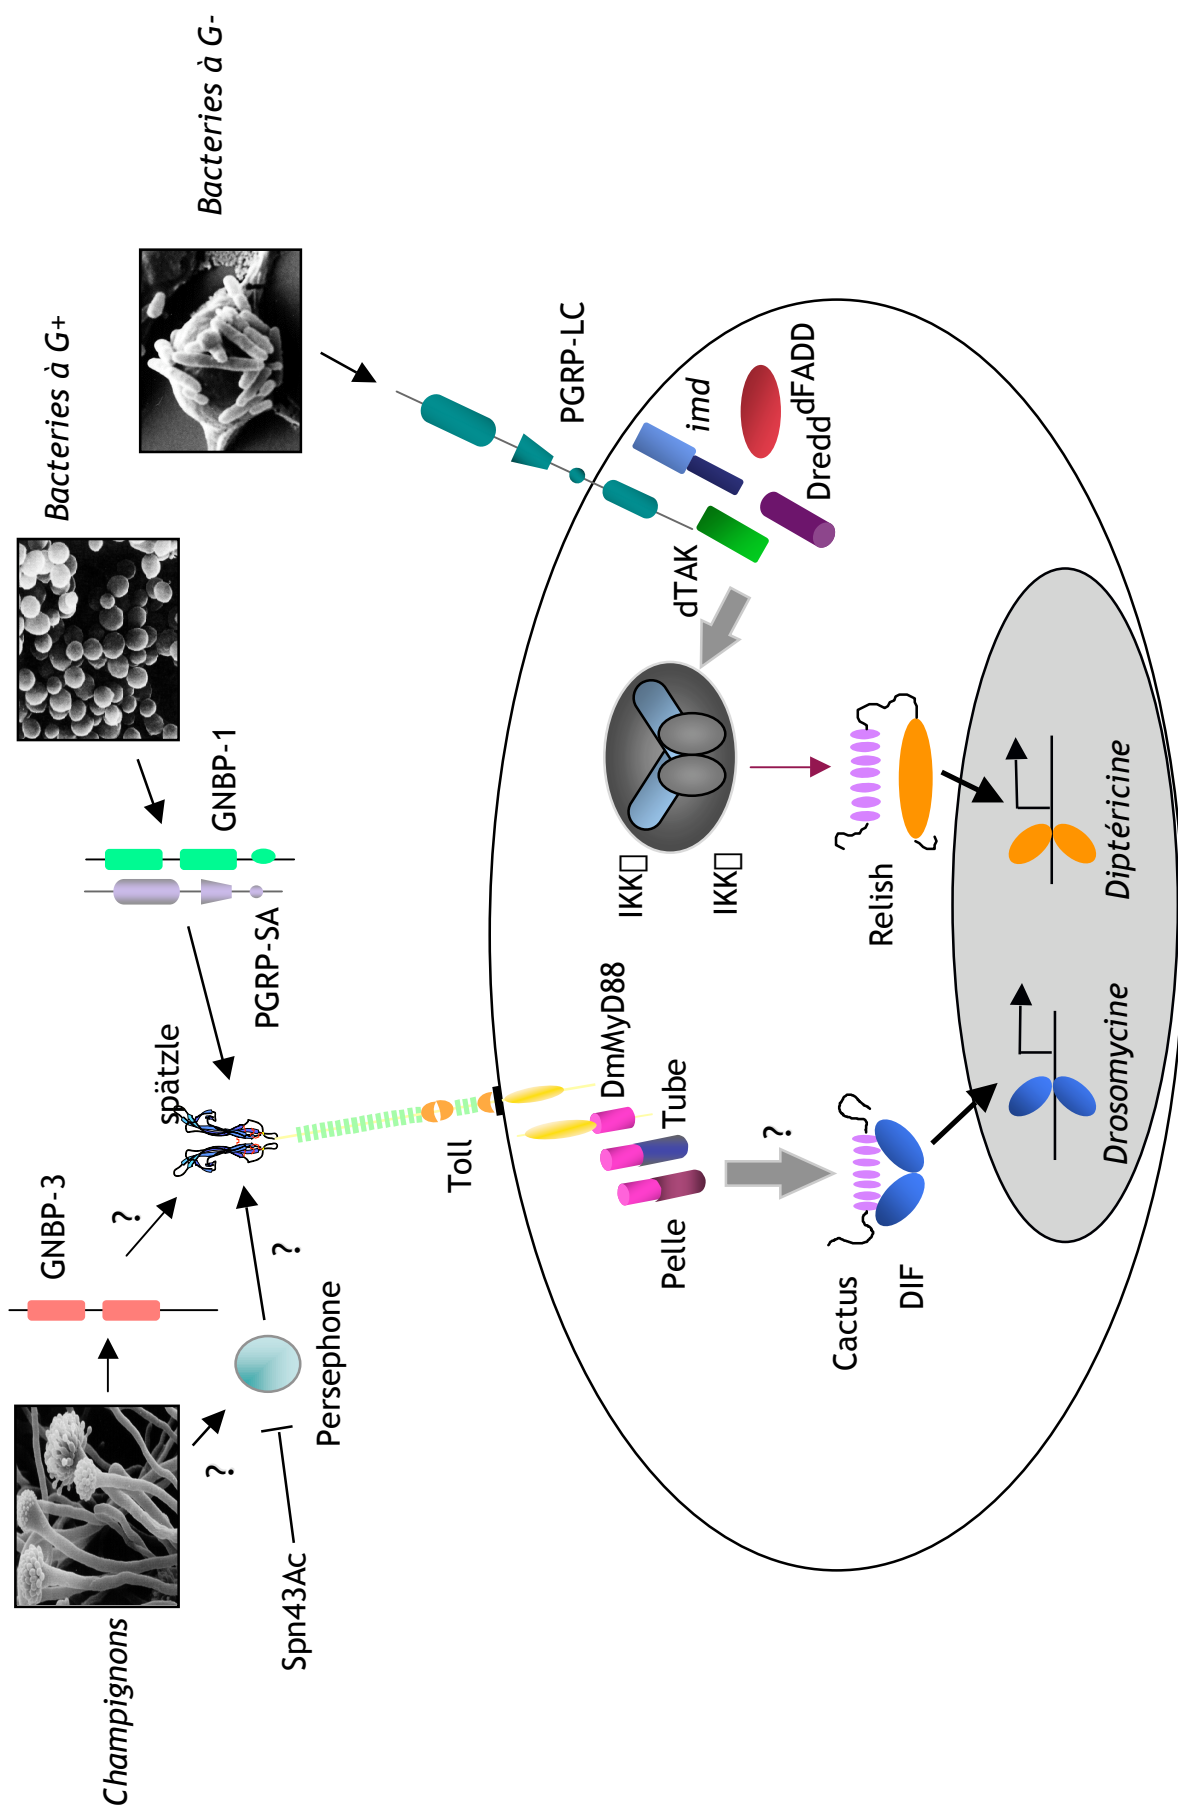 Champignons
Bacteries à G+
Bacteries à G-
GNBP-3
?
?
?
Spn43Ac
Persephone
spätzle
GNBP-1
PGRP-SA
PGRP-LC
Toll
DmMyD88
Tube
Pelle
?
Cactus
DIF
imd
dFADD
Dredd
dTAK
IKK▯
IKK▯
Relish
Drosomycine
Diptéricine